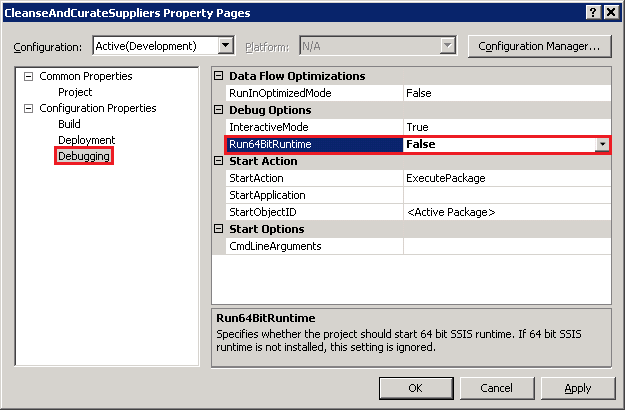 CleanseAndCurateSuppliers Property Pages
Configuration: Active(Development) Platform: N/A Configuration Manager...
Common Properties
Project
Configuration Properties
Build
Deployment
Debugging
Data Flow Optimizations
RunInOptimizedMode False
Debug Options
InteractiveMode True
Run64BitRuntime False
Start Action
StartAction ExecutePackage
StartApplication
StartObjectID <Active Package>
Start Options
CmdLineArguments
Run64BitRuntime
Specifies whether the project should start 64 bit SSIS runtime. If 64 bit SSIS
runtime is not installed, this setting is ignored.
OK Cancel Apply